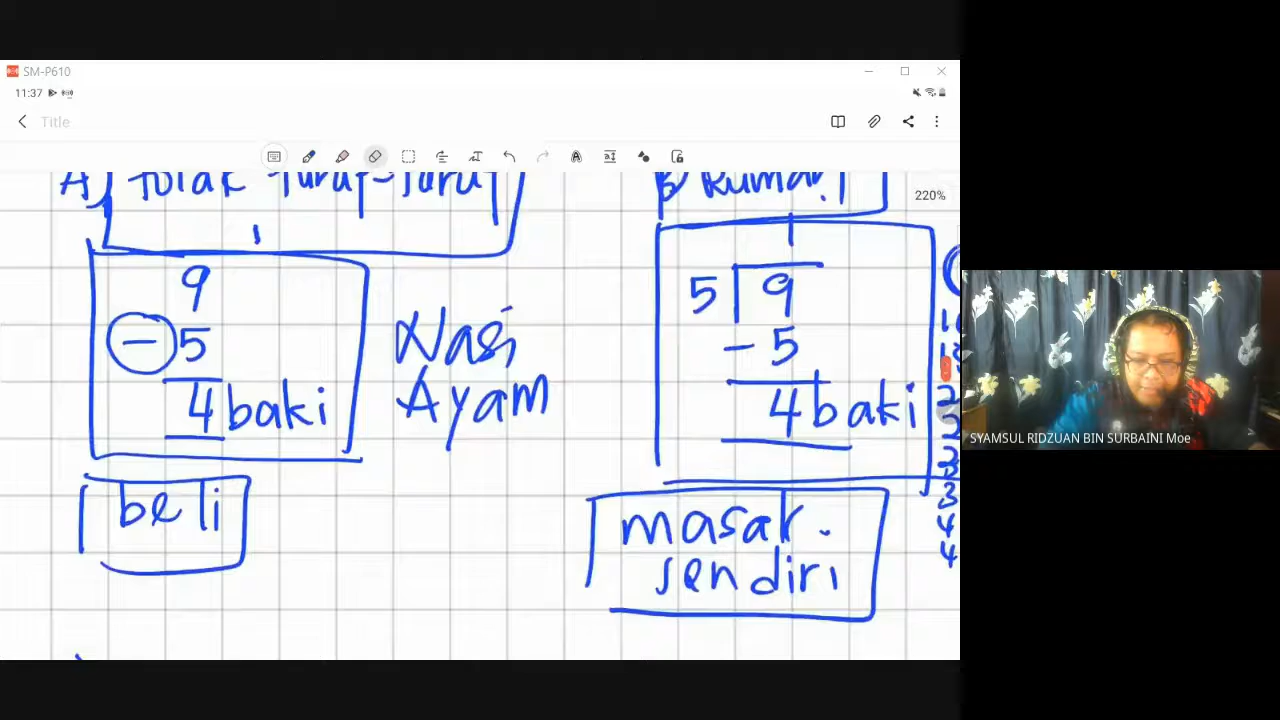 SM-P610
11:37
Title
A) tolak turut-turut
B kumar
220%
9
- 5
4 baki
Nasi
Ayam
5 9
- 5
4 baki
beli
masak
sendiri
SYAMSUL RIDZUAN BIN SURBAINI Moe